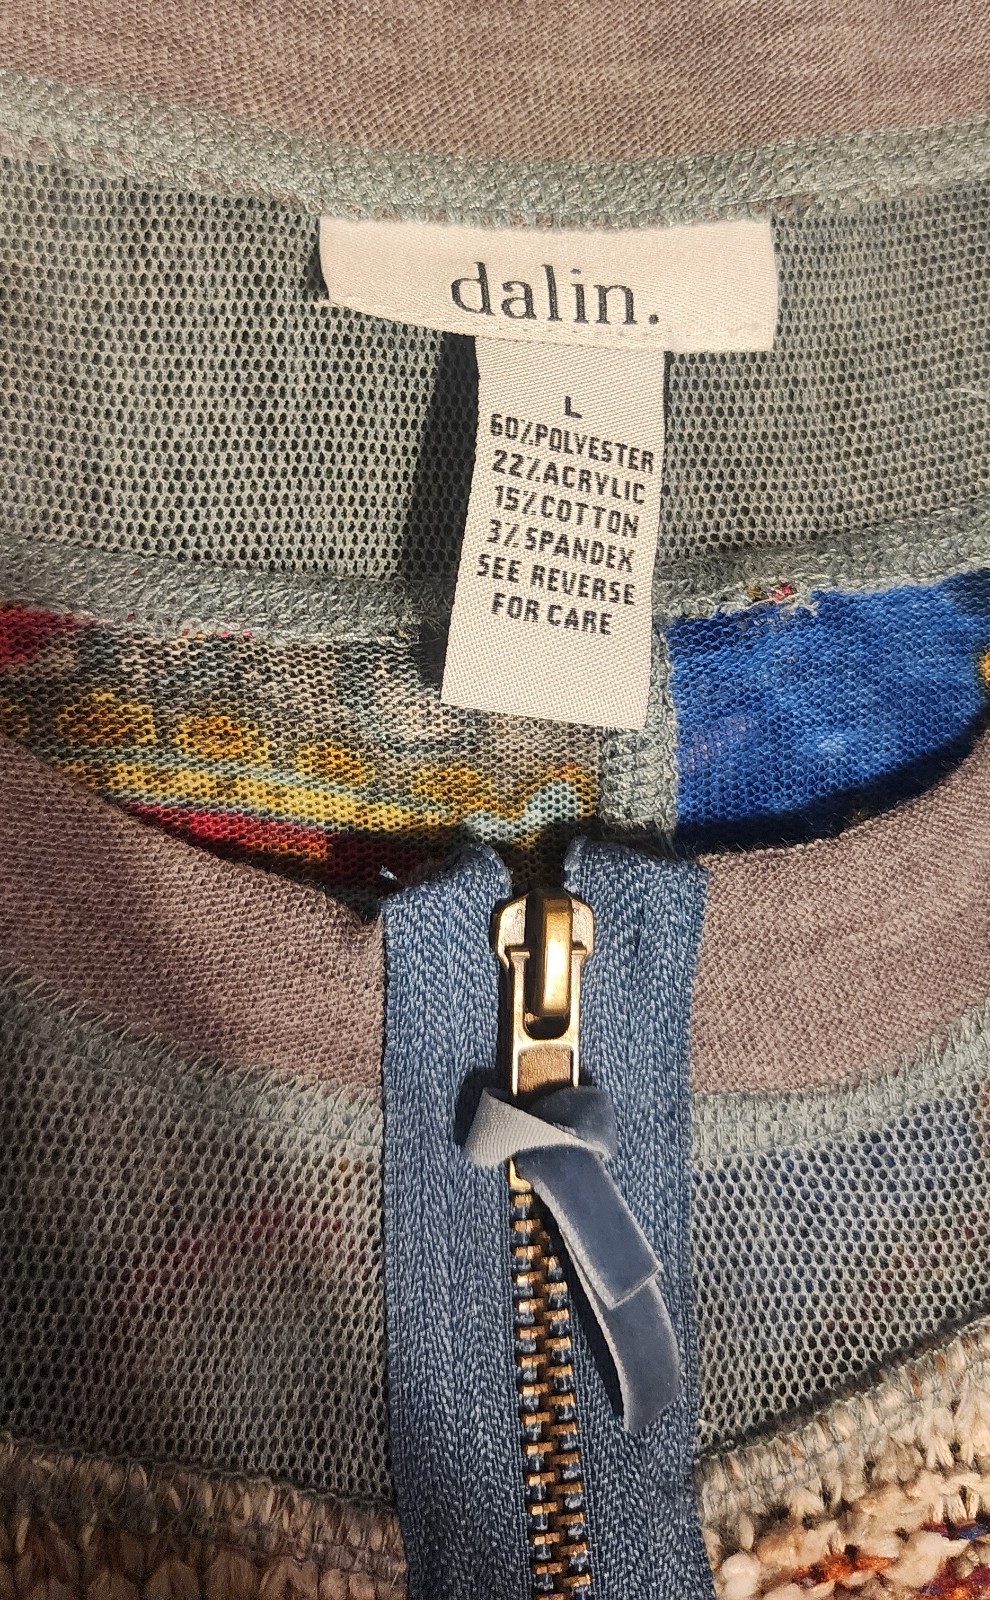 dalin.
L
60%POLYESTER
22%ACRYLIC
15%COTTON
3%SPANDEX
SEE REVERSE
FOR CARE